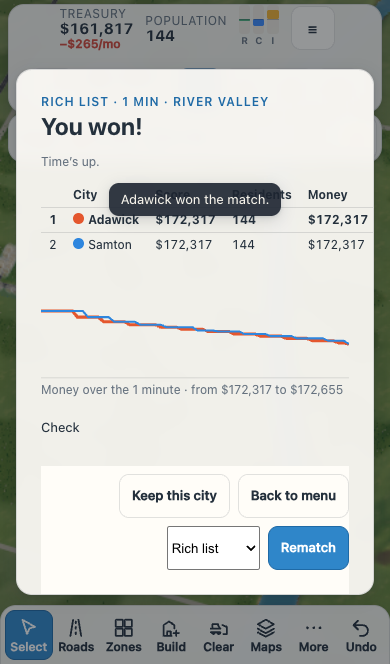 TREASURY
$161,817
−$265/mo
POPULATION
144
R C I
≡
RICH LIST · 1 MIN · RIVER VALLEY
You won!
Time's up.
City Score Residents Money
Adawick won the match.
1 Adawick $172,317 144 $172,317
2 Samton $172,317 144 $172,317
Money over the 1 minute · from $172,317 to $172,655
Check
Keep this city
Back to menu
Rich list
Rematch
Select Roads Zones Build Clear Maps More Undo